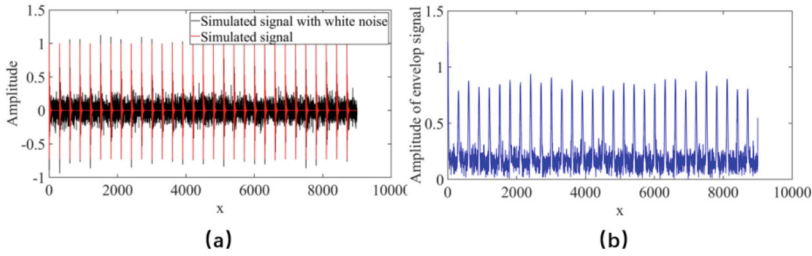 Simulated signal with white noise
Simulated signal
1.5
1
0.5
0
-0.5
-1
Amplitude
0
2000
4000
6000
8000
1000
x
(a)
1.5
1
0.5
0
Amplitude of envelop signal
0
2000
4000
6000
8000
10000
x
(b)